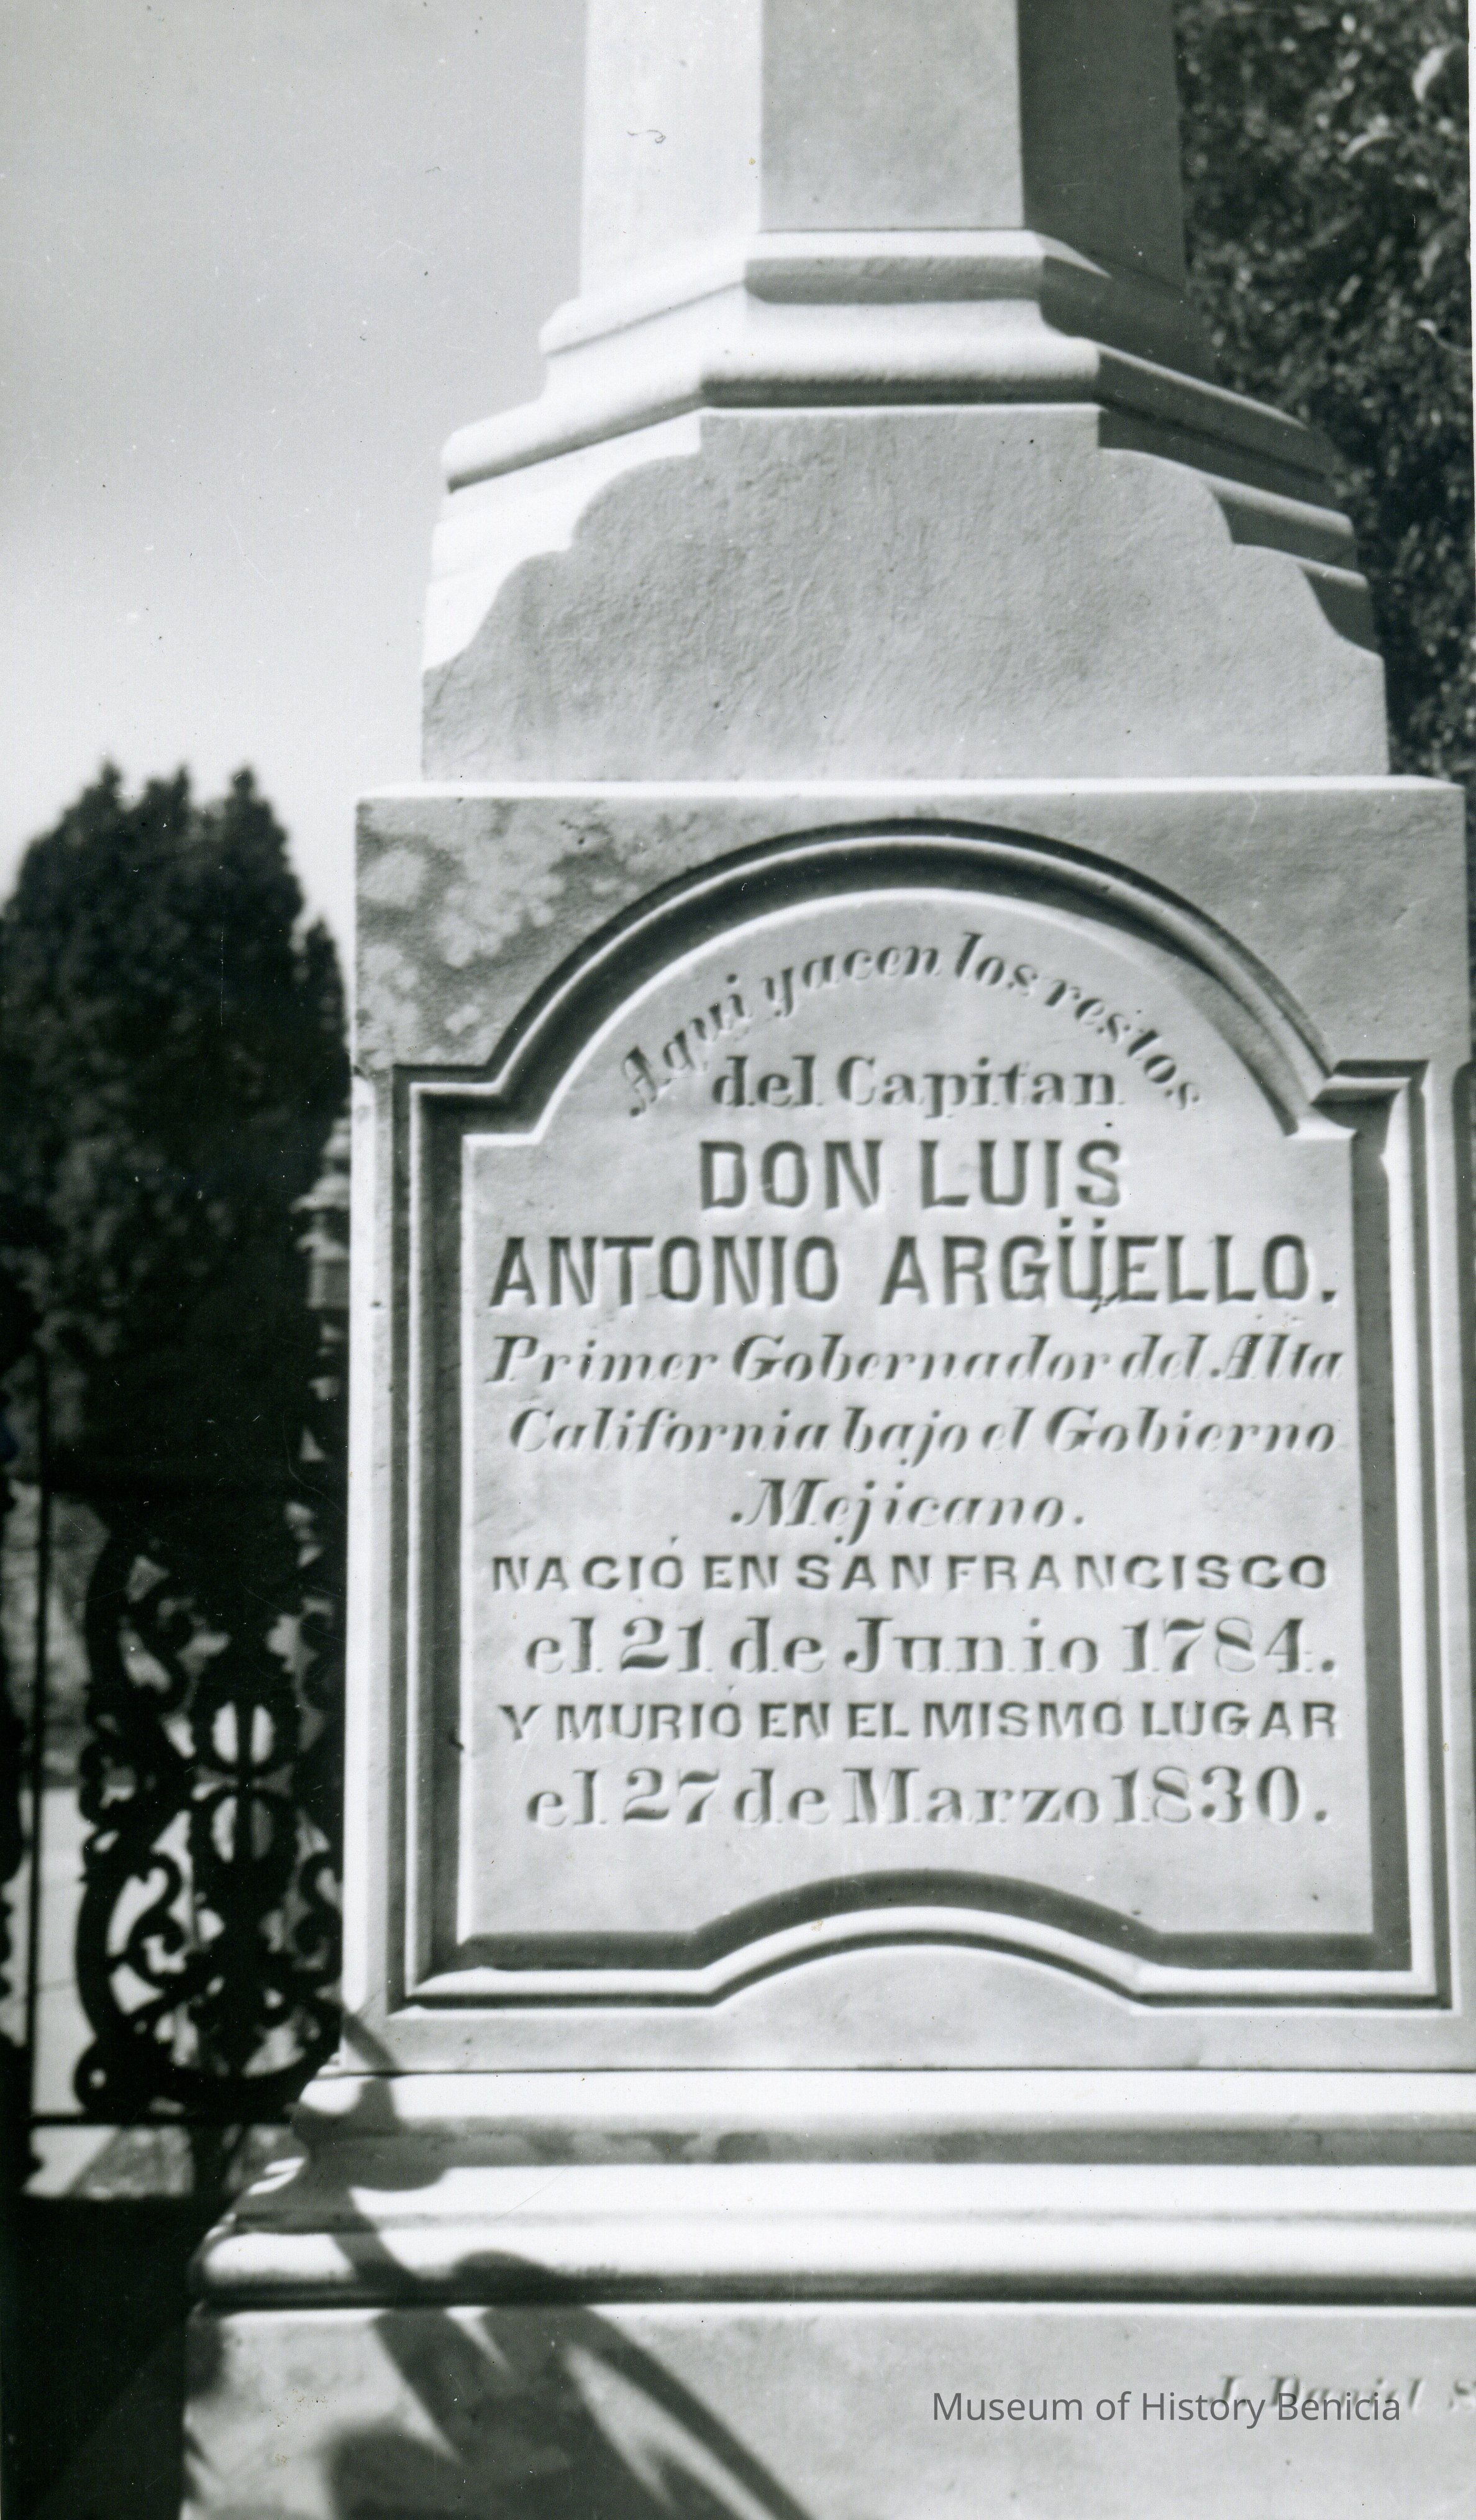 Aqui yacen los restos
del Capitan
DON LUIS
ANTONIO ARGÜELLO.
Primer Gobernador del Alta
California bajo el Gobierno
Mejicano.
NACIÓ EN SAN FRANCISCO
el 21 de Junio 1784.
Y MURIÓ EN EL MISMO LUGAR
el 27 de Marzo 1830.
J. Daniel
Museum of History Benicia